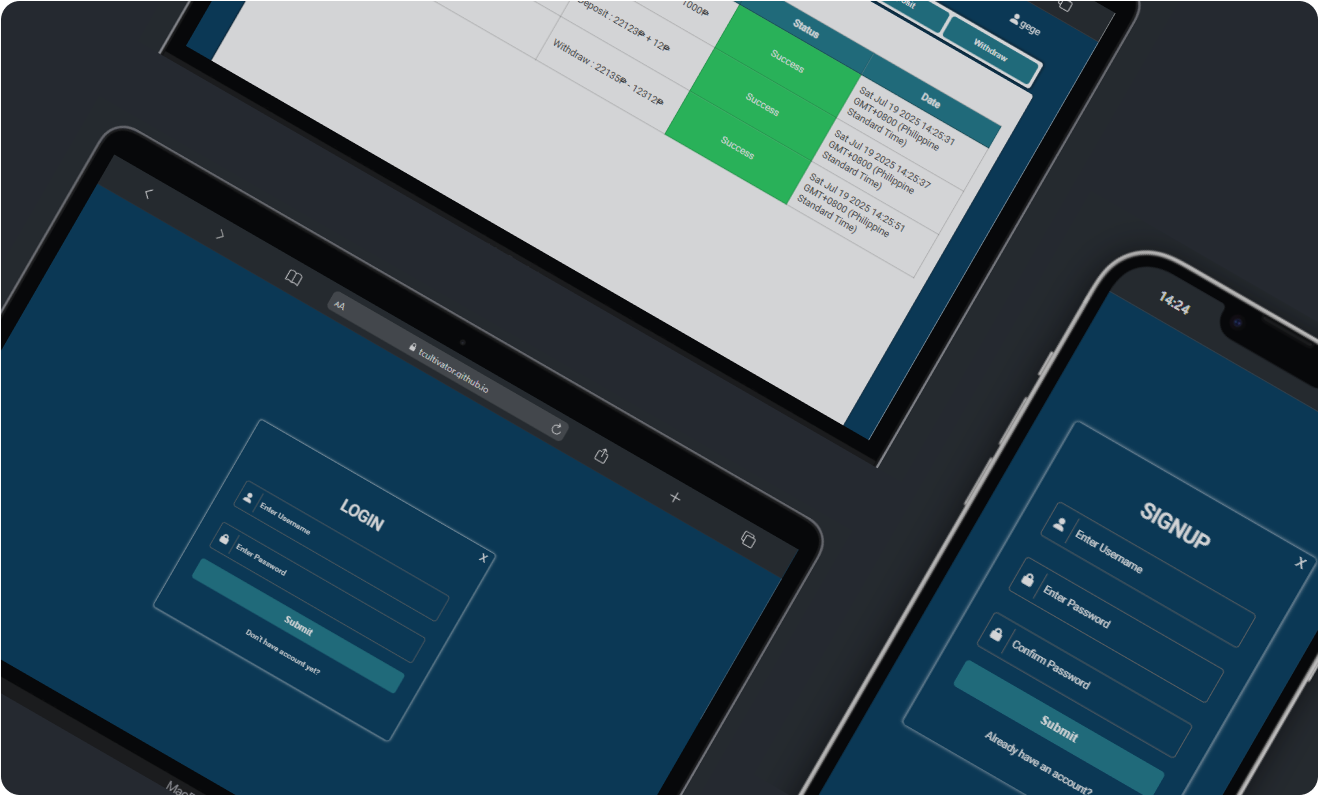 gege
Withdraw
Status
Date
1000₱
Success
Sat Jul 19 2025 14:25:31
GMT+0800 (Philippine
Standard Time)
Deposit : 22123₱ + 12₱
Success
Sat Jul 19 2025 14:25:37
GMT+0800 (Philippine
Standard Time)
Withdraw : 22135₱ - 12312₱
Success
Sat Jul 19 2025 14:25:51
GMT+0800 (Philippine
Standard Time)
AA
tcultivator.github.io
LOGIN
X
Enter Username
Enter Password
Submit
Don't have account yet?
14:24
SIGNUP
X
Enter Username
Enter Password
Confirm Password
Submit
Already have an account?